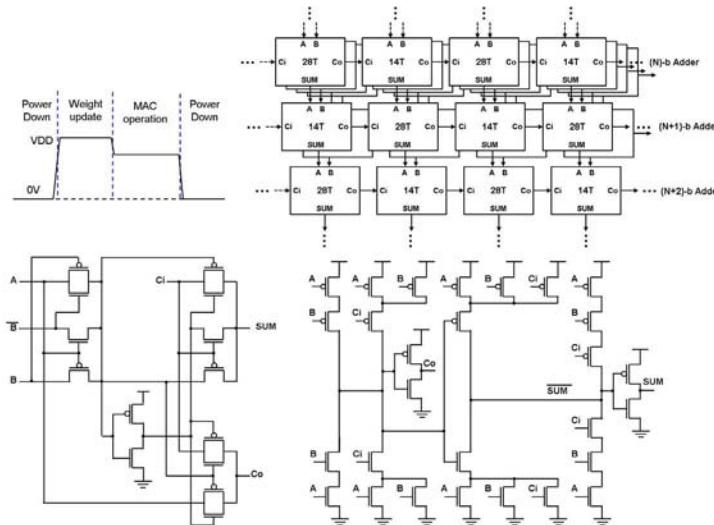 A B A B A B A B
Ci 28T Co Ci 14T Co Ci 28T Co Ci 14T Co (N)-b Adder
SUM SUM SUM SUM
A B A B A B A B
Ci 14T Co Ci 28T Co Ci 14T Co Ci 28T Co (N+1)-b Adder
SUM SUM SUM SUM
A B A B A B A B
Ci 28T Co Ci 14T Co Ci 28T Co Ci 14T Co (N+2)-b Adder
SUM SUM SUM SUM
Power Down
Weight update
MAC operation
Power Down
VDD
0V
A
Ci
B
SUM
B
Co
A A B A B Ci A
B Ci B
Co
Ci
SUM
SUM
Ci
B Ci B
A A B A B Ci A